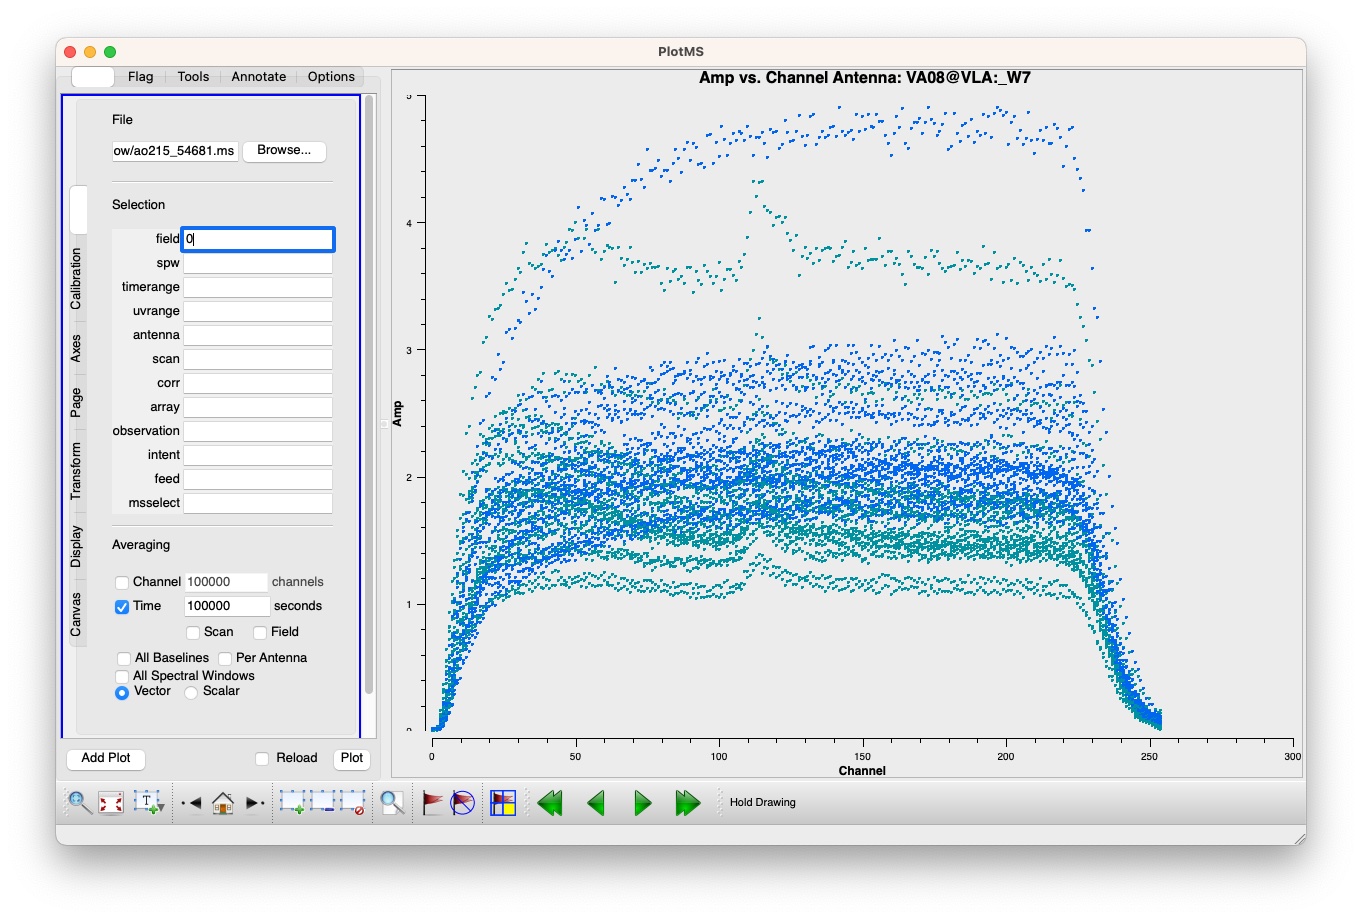 PlotMS
Flag Tools Annotate Options
File
ow/ao215_54681.ms Browse...
Selection
field 0
spw
timerange
uvrange
antenna
scan
corr
array
observation
intent
feed
msselect
Averaging
Channel 100000 channels
Time 100000 seconds
Scan Field
All Baselines Per Antenna
All Spectral Windows
Vector Scalar
Add Plot Reload Plot
Calibration
Axes
Page
Transform
Display
Canvas
Amp vs. Channel Antenna: VA08@VLA:_W7
5
4
3
2
1
0
Amp
0 50 100 150 200 250 300
Channel
T
Hold Drawing